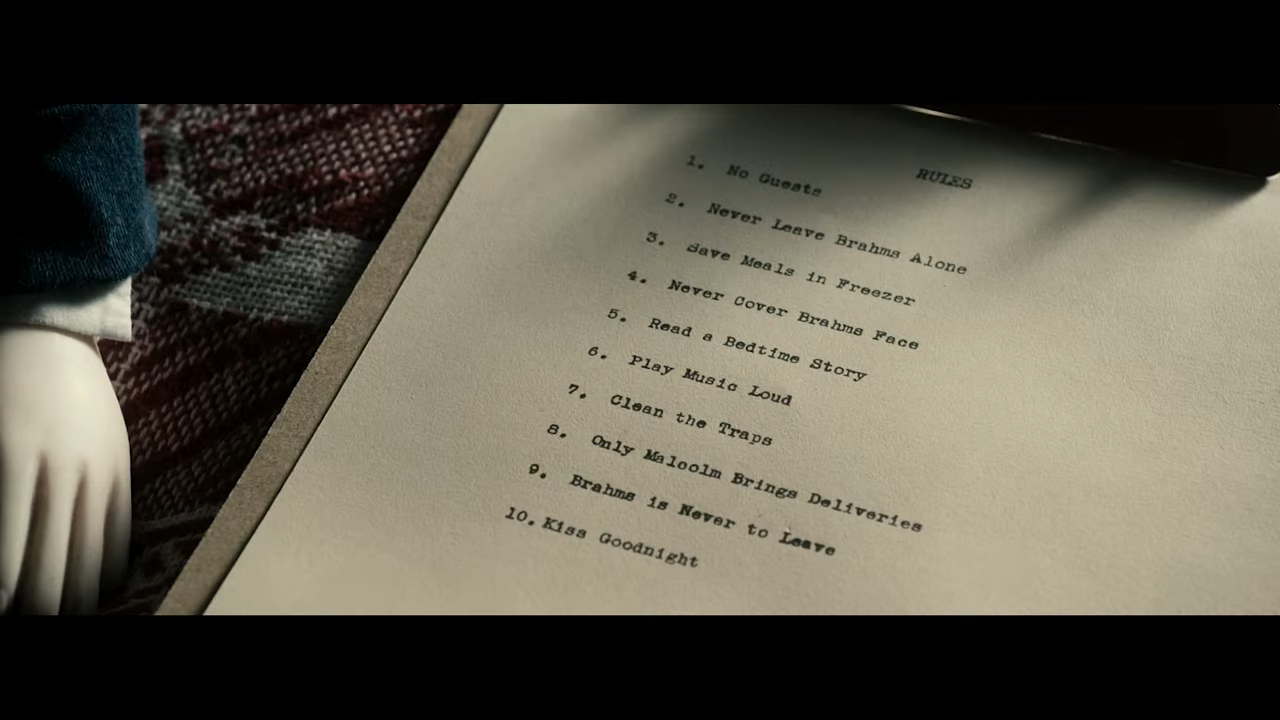 RULES
1. No Guests
2. Never Leave Brahms Alone
3. Save Meals in Freezer
4. Never Cover Brahms Face
5. Read a Bedtime Story
6. Play Music Loud
7. Clean the Traps
8. Only Malcolm Brings Deliveries
9. Brahms is Never to Leave
10. Kiss Goodnight